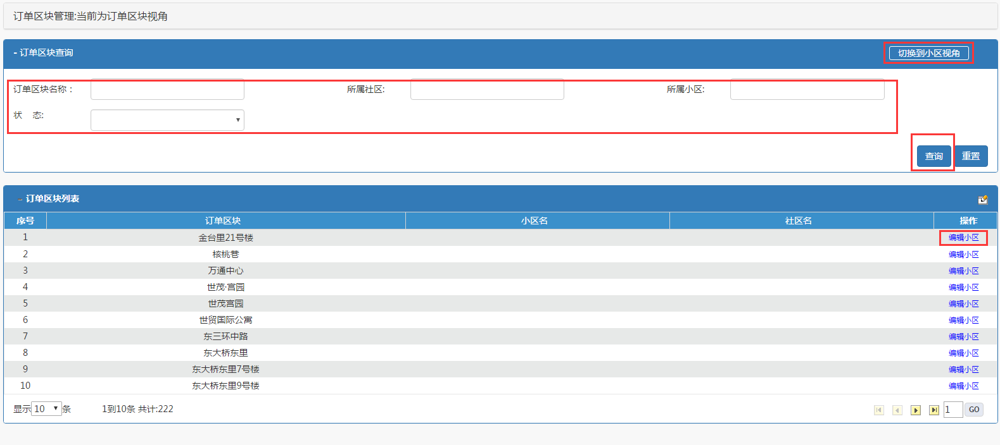 订单区块管理:当前为订单区块视角
- 订单区块查询 切换到小区视角
订单区块名称： 所属社区: 所属小区:
状 态:
查询 重置
- 订单区块列表
序号 订单区块 小区名 社区名 操作
1 金台里21号楼 编辑小区
2 核桃巷 编辑小区
3 万通中心 编辑小区
4 世茂·宫园 编辑小区
5 世茂宫园 编辑小区
6 世贸国际公寓 编辑小区
7 东三环中路 编辑小区
8 东大桥东里 编辑小区
9 东大桥东里7号楼 编辑小区
10 东大桥东里9号楼 编辑小区
显示 10 条 1到10条 共计:222 1 GO